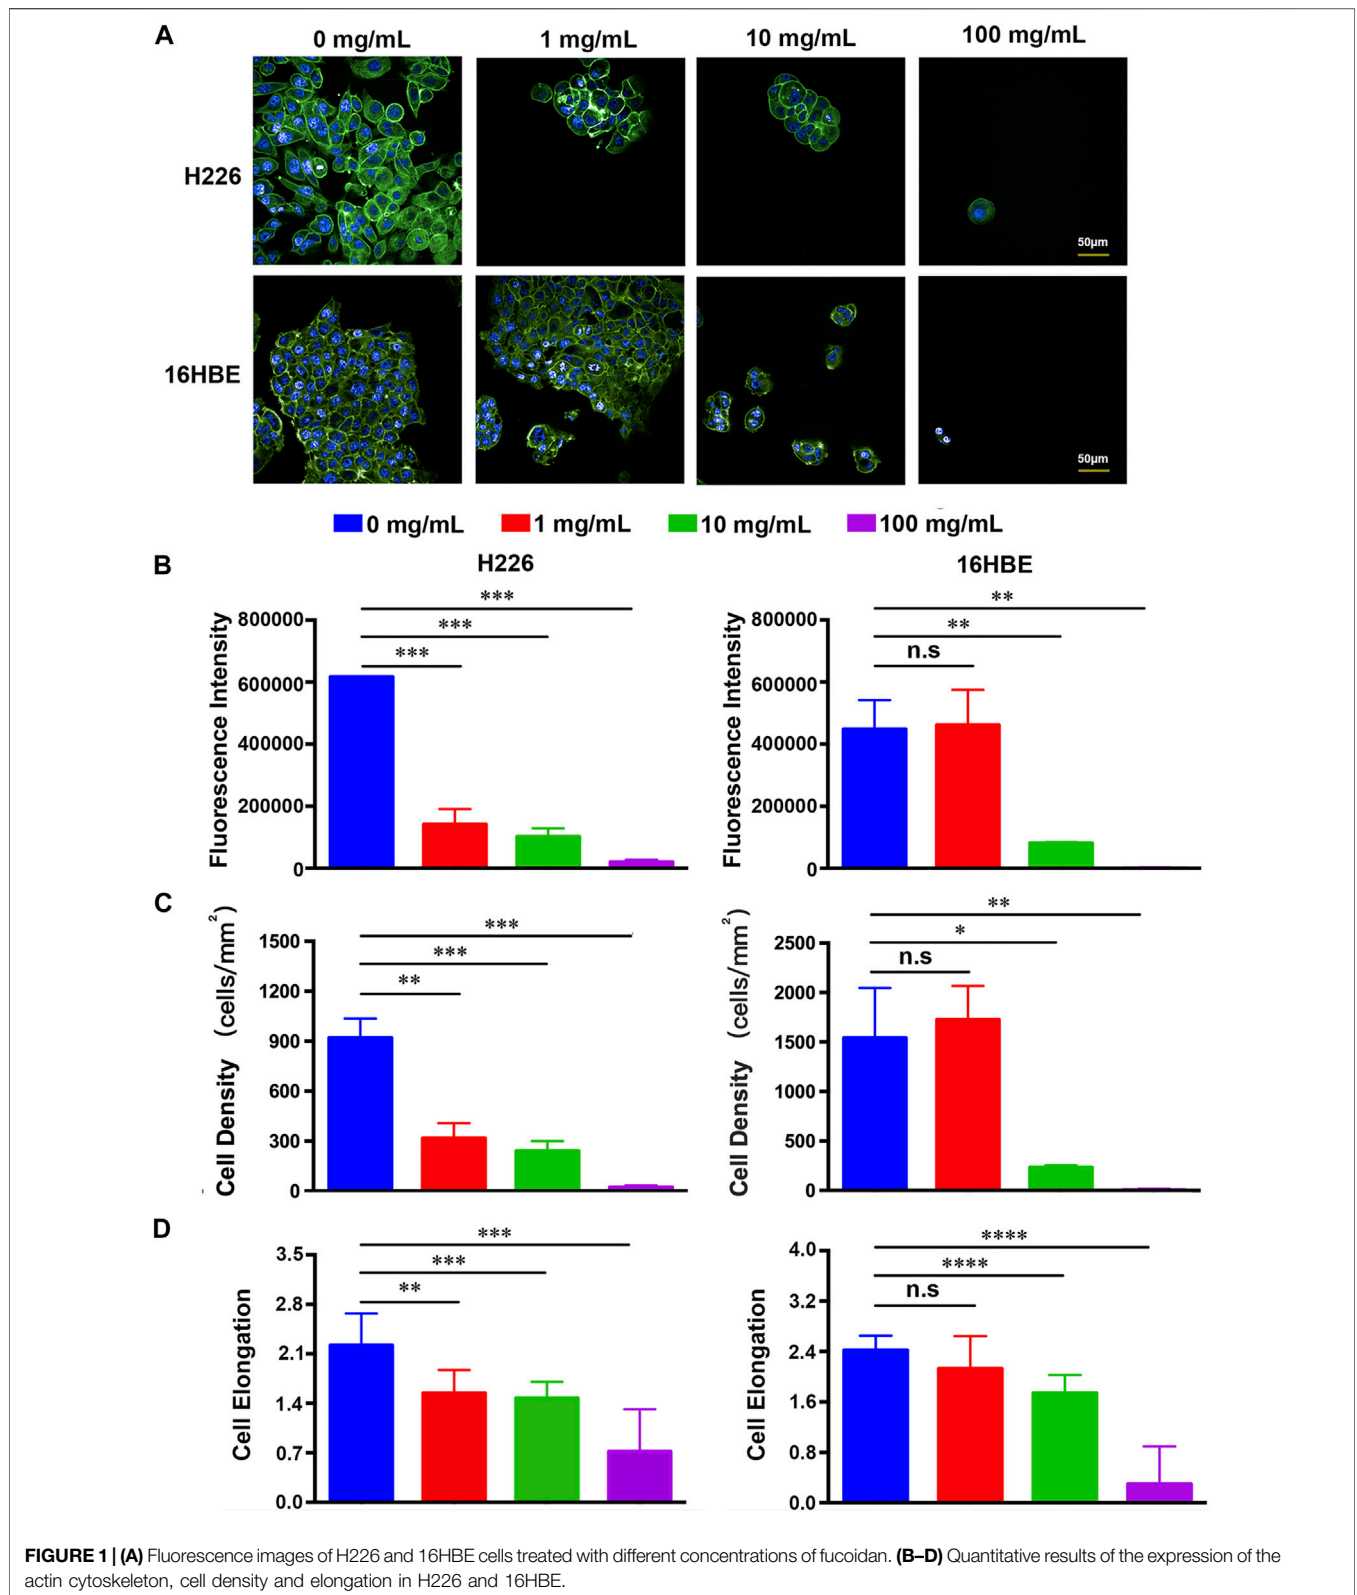 A
0 mg/mL
1 mg/mL
10 mg/mL
100 mg/mL
H226
50μm
16HBE
50μm
0 mg/mL
1 mg/mL
10 mg/mL
100 mg/mL
B
H226
16HBE
Fluorescence Intensity
800000
600000
400000
200000
0
***
***
***
Fluorescence Intensity
800000
600000
400000
200000
0
**
**
n.s
C
Cell Density (cells/mm²)
1500
1200
900
600
300
0
***
***
**
Cell Density (cells/mm²)
2500
2000
1500
1000
500
0
**
*
n.s
D
Cell Elongation
3.5
2.8
2.1
1.4
0.7
0.0
***
***
**
Cell Elongation
4.0
3.2
2.4
1.6
0.8
0.0
****
****
n.s
FIGURE 1 | (A) Fluorescence images of H226 and 16HBE cells treated with different concentrations of fucoidan. (B–D) Quantitative results of the expression of the
actin cytoskeleton, cell density and elongation in H226 and 16HBE.